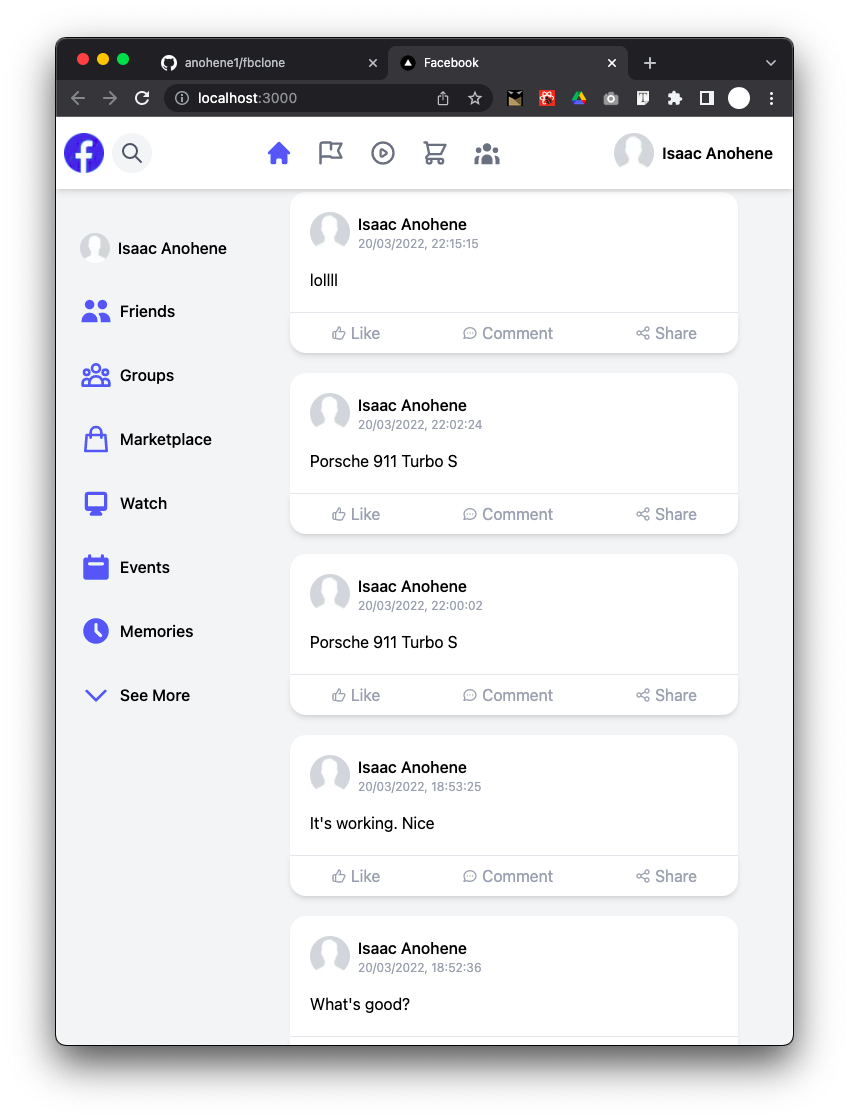 anohene1/fbclone
Facebook
localhost:3000
Isaac Anohene
Isaac Anohene
Friends
Groups
Marketplace
Watch
Events
Memories
See More
Isaac Anohene
20/03/2022, 22:15:15
lollll
Like Comment Share
Isaac Anohene
20/03/2022, 22:02:24
Porsche 911 Turbo S
Like Comment Share
Isaac Anohene
20/03/2022, 22:00:02
Porsche 911 Turbo S
Like Comment Share
Isaac Anohene
20/03/2022, 18:53:25
It's working. Nice
Like Comment Share
Isaac Anohene
20/03/2022, 18:52:36
What's good?